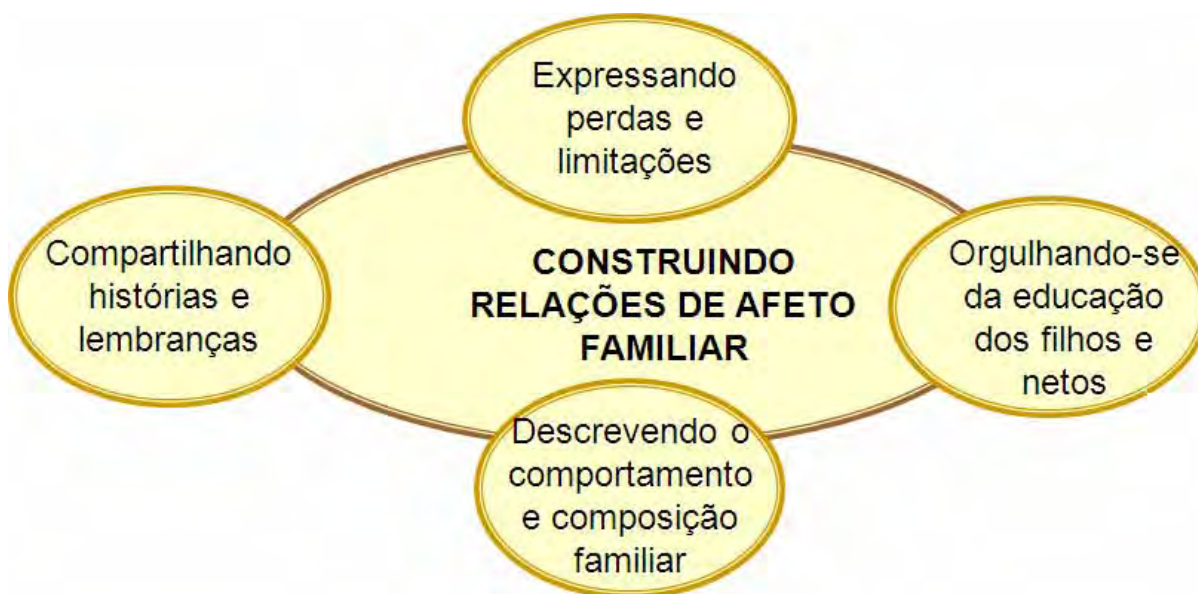 Expressando
perdas e
limitações
Compartilhando
histórias e
lembranças
CONSTRUINDO
RELAÇÕES DE AFETO
FAMILIAR
Orgulhando-se
da educação
dos filhos e
netos
Descrevendo o
comportamento
e composição
familiar